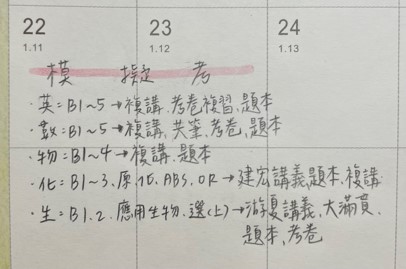 22 23 24
1.11 1.12 1.13
模 擬 考
·英:B1~5→複講、考卷複習、題本
·數:B1~5→複講、共筆、考卷、題本
·物:B1~4→複講、題本
·化:B1~3、原、化、ABS、OR→建宏講義、題本、複講
·生:B1、2、應用生物、選(上)→游夏講義、大滿貫、
題本、考卷